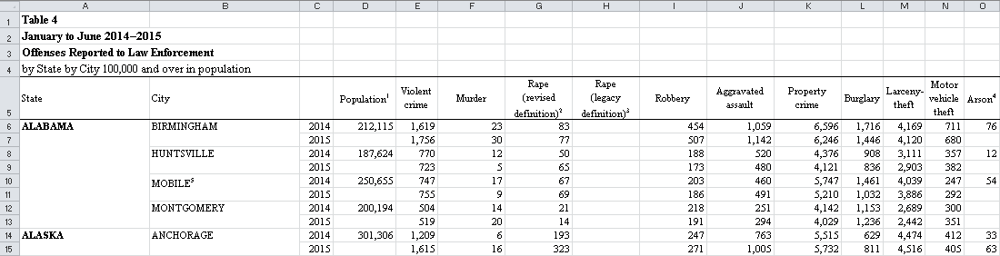 A B C D E F G H I J K L M N O
1 Table 4
2 January to June 2014–2015
3 Offenses Reported to Law Enforcement
4 by State by City 100,000 and over in population
5 State City Population¹ Violent crime Murder Rape (revised definition)² Rape (legacy definition)³ Robbery Aggravated assault Property crime Burglary Larceny-theft Motor vehicle theft Arson⁴
6 ALABAMA BIRMINGHAM 2014 212,115 1,619 23 83 454 1,059 6,596 1,716 4,169 711 76
7 2015 1,756 30 77 507 1,142 6,246 1,446 4,120 680
8 HUNTSVILLE 2014 187,624 770 12 50 188 520 4,376 908 3,111 357 12
9 2015 723 5 65 173 480 4,121 836 2,903 382
10 MOBILE⁵ 2014 250,655 747 17 67 203 460 5,747 1,461 4,039 247 54
11 2015 755 9 69 186 491 5,210 1,032 3,886 292
12 MONTGOMERY 2014 200,194 504 14 21 218 251 4,142 1,153 2,689 300
13 2015 519 20 14 191 294 4,029 1,236 2,442 351
14 ALASKA ANCHORAGE 2014 301,306 1,209 6 193 247 763 5,515 629 4,474 412 33
15 2015 1,615 16 323 271 1,005 5,732 811 4,516 405 63